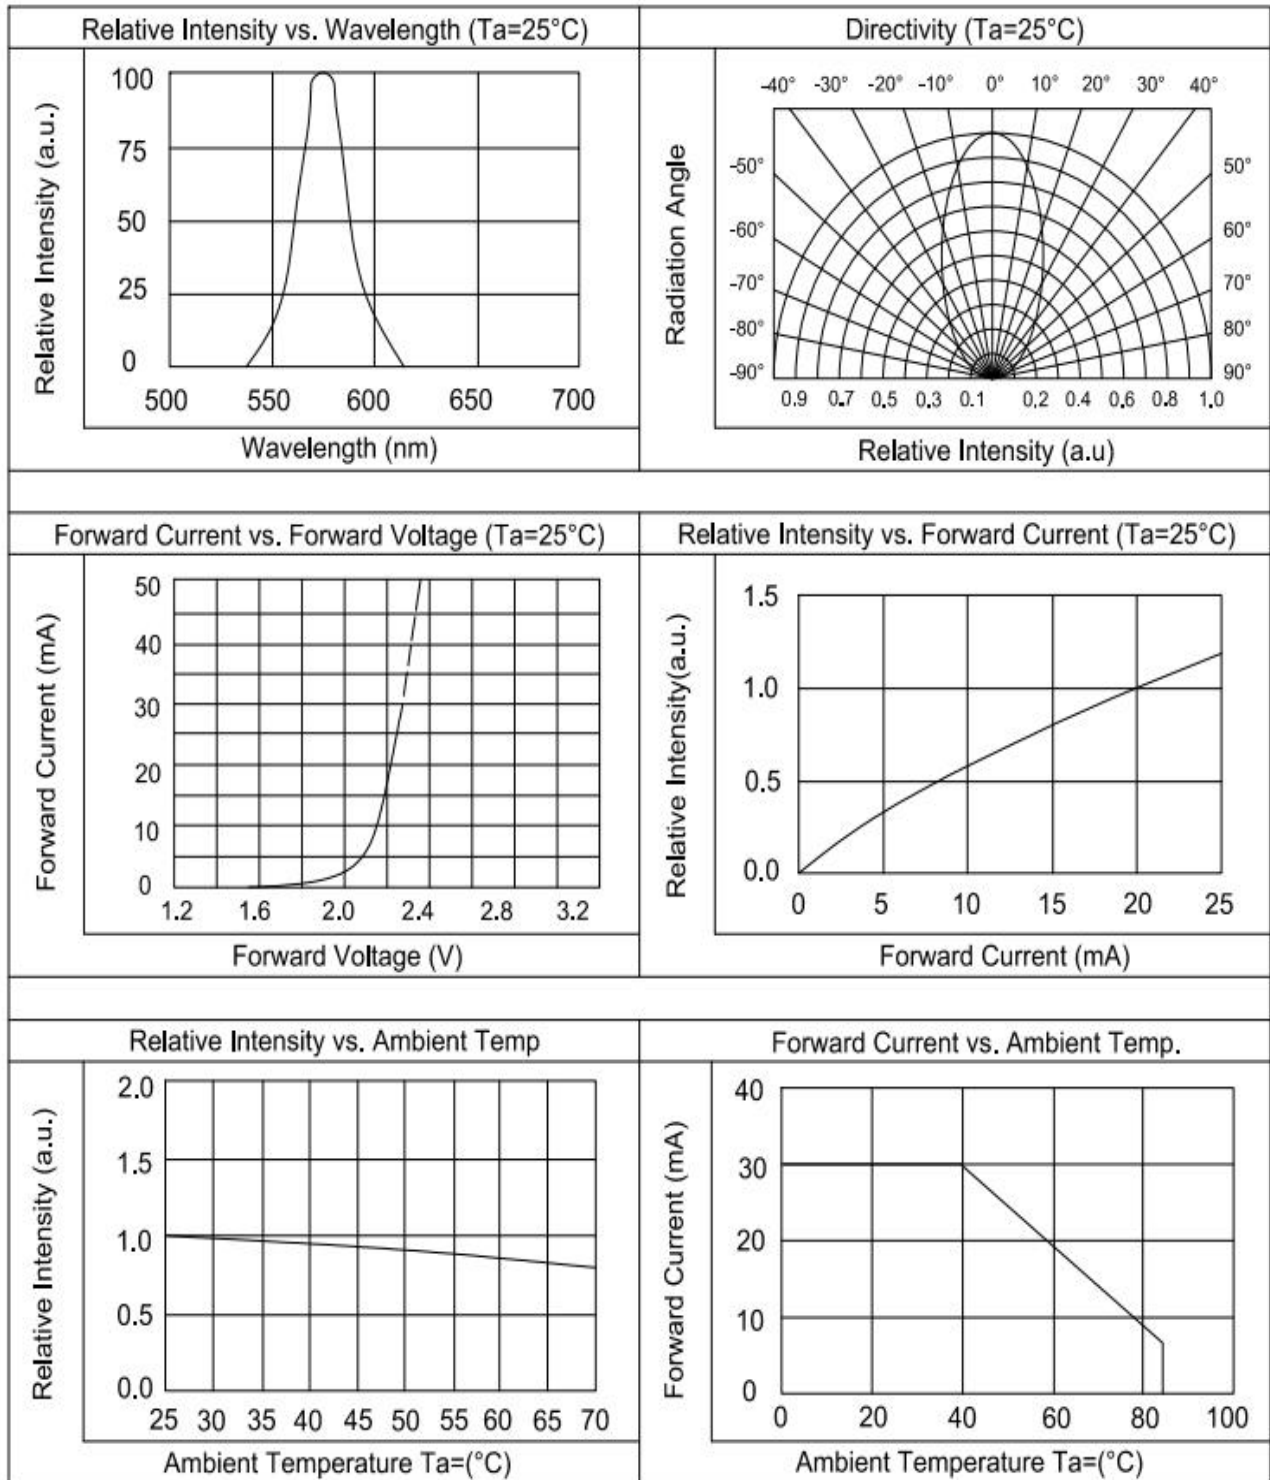 Relative Intensity vs. Wavelength (Ta=25°C)
Relative Intensity (a.u.)
100
75
50
25
0
500 550 600 650 700
Wavelength (nm)
Directivity (Ta=25°C)
Radiation Angle
-40° -30° -20° -10° 0° 10° 20° 30° 40°
-50° 50°
-60° 60°
-70° 70°
-80° 80°
-90° 90°
0.9 0.7 0.5 0.3 0.1 0.2 0.4 0.6 0.8 1.0
Relative Intensity (a.u)
Forward Current vs. Forward Voltage (Ta=25°C)
Forward Current (mA)
50
40
30
20
10
0
1.2 1.6 2.0 2.4 2.8 3.2
Forward Voltage (V)
Relative Intensity vs. Forward Current (Ta=25°C)
Relative Intensity(a.u.)
1.5
1.0
0.5
0.0
0 5 10 15 20 25
Forward Current (mA)
Relative Intensity vs. Ambient Temp
Relative Intensity (a.u.)
2.0
1.5
1.0
0.5
0.0
25 30 35 40 45 50 55 60 65 70
Ambient Temperature Ta=(°C)
Forward Current vs. Ambient Temp.
Forward Current (mA)
40
30
20
10
0
0 20 40 60 80 100
Ambient Temperature Ta=(°C)